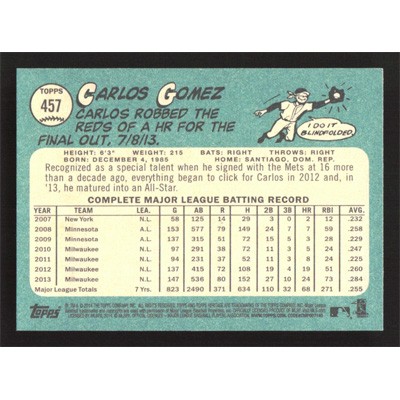 TOPPS
457
CARLOS GOMEZ
CARLOS ROBBED THE
REDS OF A HR FOR THE
FINAL OUT, 7/8/13.
I DO IT
BLINDFOLDED.
HEIGHT: 6'3" WEIGHT: 215 BATS: RIGHT THROWS: RIGHT
BORN: DECEMBER 4, 1985 HOME: SANTIAGO, DOM. REP.
Recognized as a special talent when he signed with the Mets at 16 more
than a decade ago, everything began to click for Carlos in 2012 and, in
'13, he matured into an All-Star.
COMPLETE MAJOR LEAGUE BATTING RECORD
YEAR TEAM LEA. G AB R H 2B 3B HR RBI AVG.
2007 New York N.L. 58 125 14 29 3 0 2 12 .232
2008 Minnesota A.L. 153 577 79 149 24 7 7 59 .258
2009 Minnesota A.L. 137 315 51 72 15 5 3 28 .229
2010 Milwaukee N.L. 97 291 38 72 11 3 5 24 .247
2011 Milwaukee N.L. 94 231 37 52 11 3 8 24 .225
2012 Milwaukee N.L. 137 415 72 108 19 4 19 51 .260
2013 Milwaukee N.L. 147 536 80 152 27 10 24 73 .284
Major League Totals 7 Yrs. 823 2490 371 634 110 32 68 271 .255
Topps